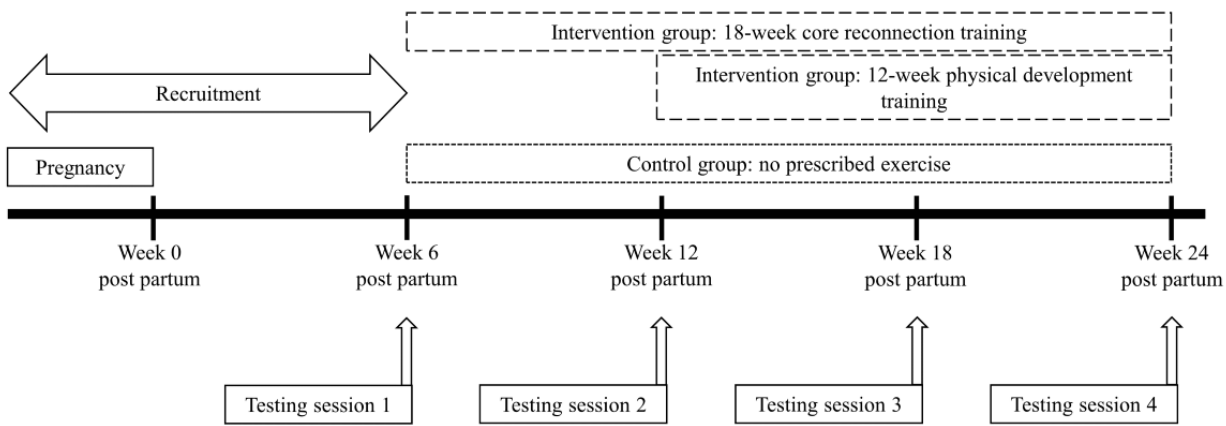 Intervention group: 18-week core reconnection training
Intervention group: 12-week physical development
training
Recruitment
Pregnancy
Control group: no prescribed exercise
Week 0
post partum
Week 6
post partum
Week 12
post partum
Week 18
post partum
Week 24
post partum
Testing session 1
Testing session 2
Testing session 3
Testing session 4